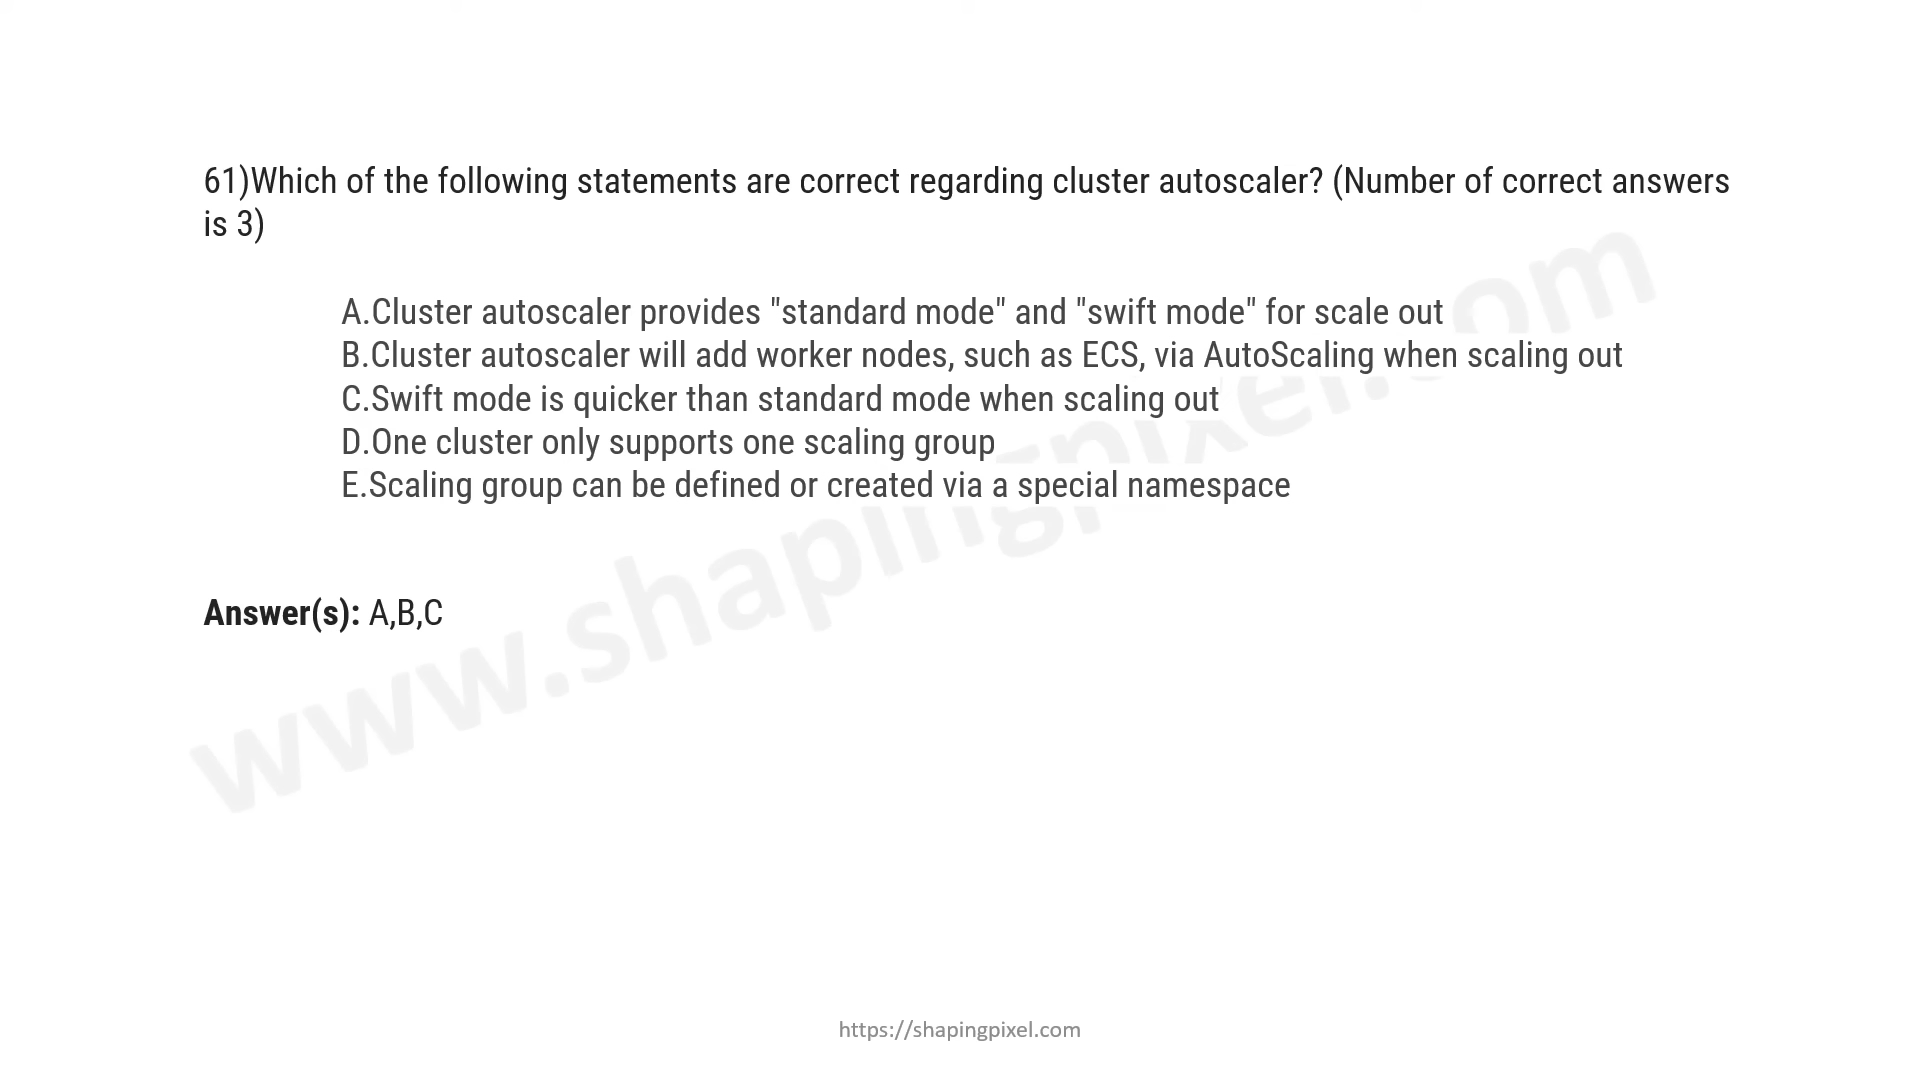 61)Which of the following statements are correct regarding cluster autoscaler? (Number of correct answers
is 3)
A.Cluster autoscaler provides "standard mode" and "swift mode" for scale out
B.Cluster autoscaler will add worker nodes, such as ECS, via AutoScaling when scaling out
C.Swift mode is quicker than standard mode when scaling out
D.One cluster only supports one scaling group
E.Scaling group can be defined or created via a special namespace
Answer(s): A,B,C
www.shapingpixel.com
https://shapingpixel.com